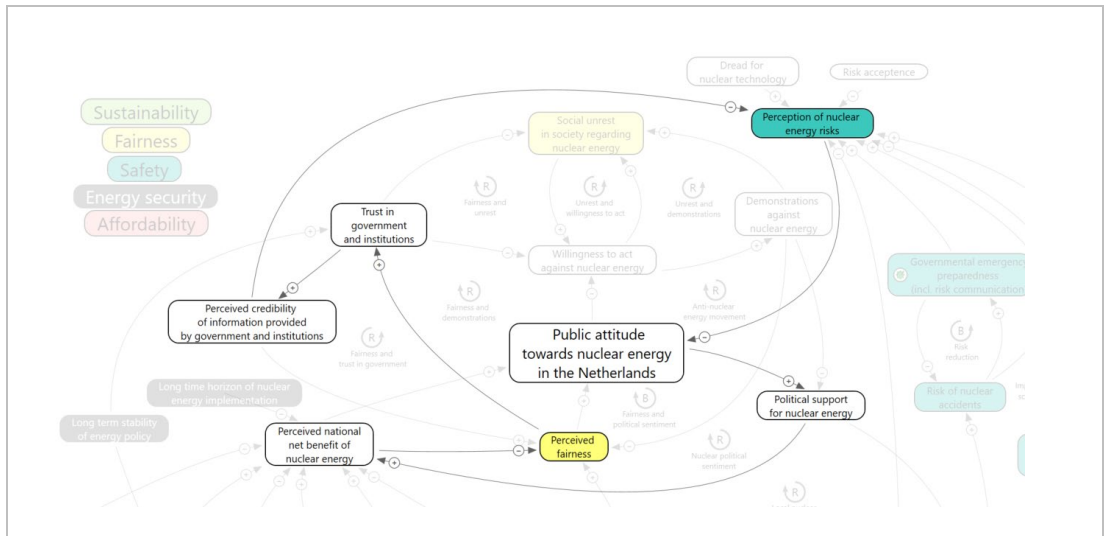 Dread for
nuclear technology
Risk acceptence
Sustainability
Fairness
Safety
Energy security
Affordability
Social unrest
in society regarding
nuclear energy
Perception of nuclear
energy risks
R
Fairness and
unrest
R
Unrest and
willingness to act
R
Unrest and
demonstrations
Demonstrations
against
nuclear energy
Trust in
government
and institutions
Willingness to act
against nuclear energy
Governmental emergency
preparedness
(incl. risk communication
R
Fairness and
demonstrations
R
Anti-nuclear
energy movement
Perceived credibility
of information provided
by government and institutions
R
Fairness and
trust in government
Public attitude
towards nuclear energy
in the Netherlands
B
Risk
reduction
Long time horizon of nuclear
energy implementation
Political support
for nuclear energy
Risk of nuclear
accidents
Long term stability
of energy policy
B
Fairness and
political sentiment
Perceived national
net benefit of
nuclear energy
Perceived
fairness
R
Nuclear political
sentiment
R